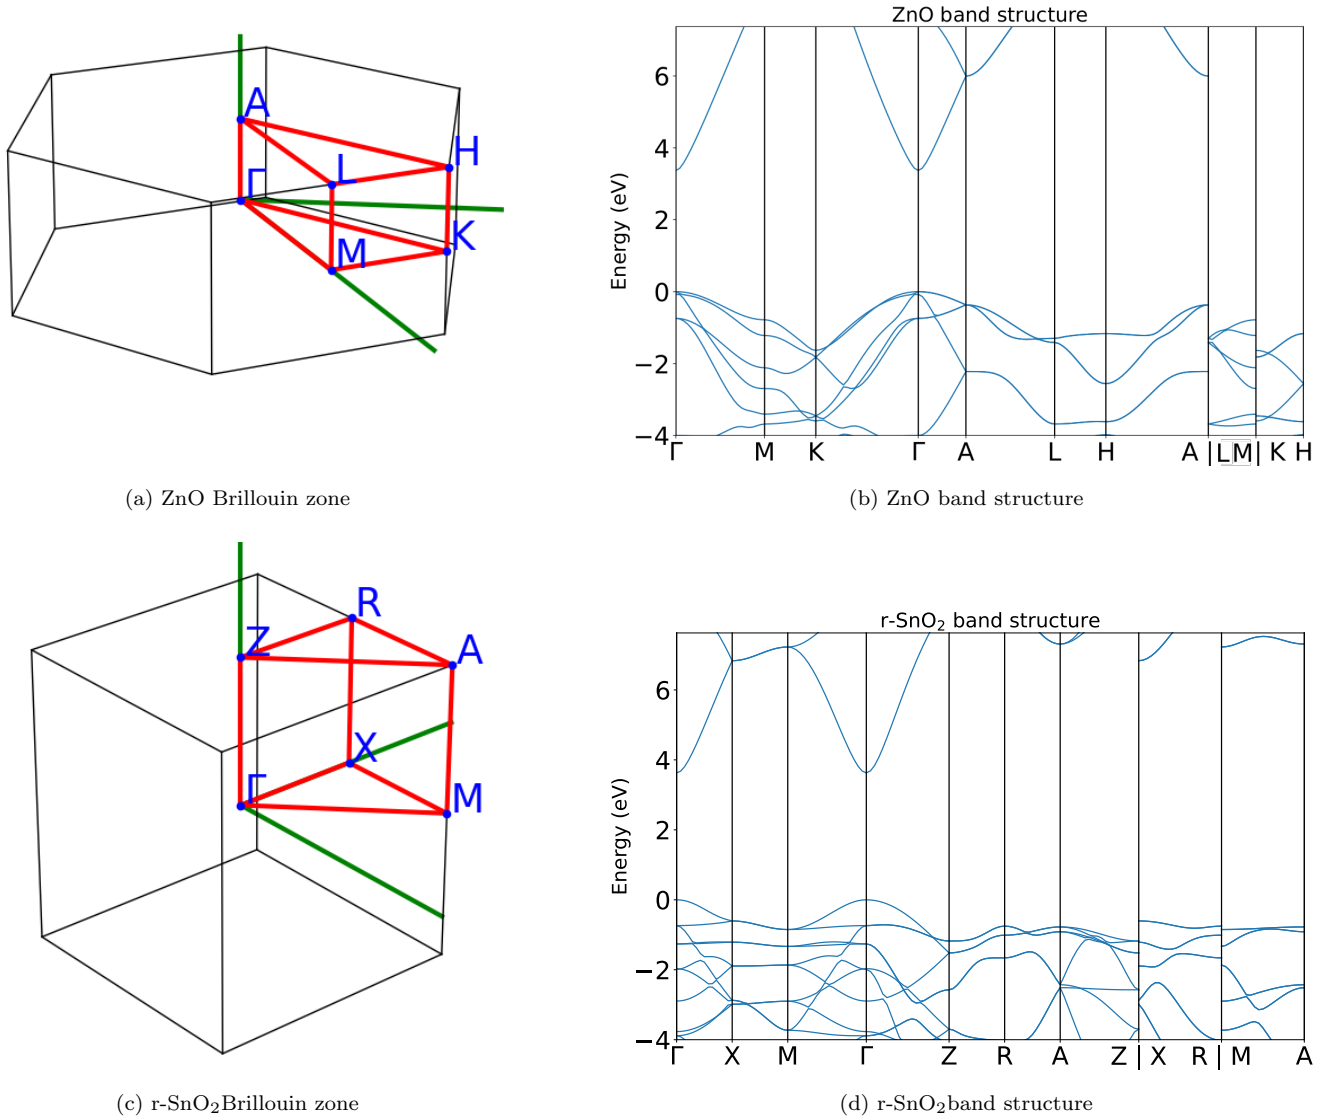 ZnO band structure
A
H
L
Γ
K
M
Energy (eV)
6
4
2
0
−2
−4
Γ M K Γ A L H A | L M | K H
(a) ZnO Brillouin zone
(b) ZnO band structure
R
Z
A
X
Γ
M
r-SnO₂ band structure
Energy (eV)
6
4
2
0
−2
−4
Γ X M Γ Z R A Z | X R | M A
(c) r-SnO₂Brillouin zone
(d) r-SnO₂band structure